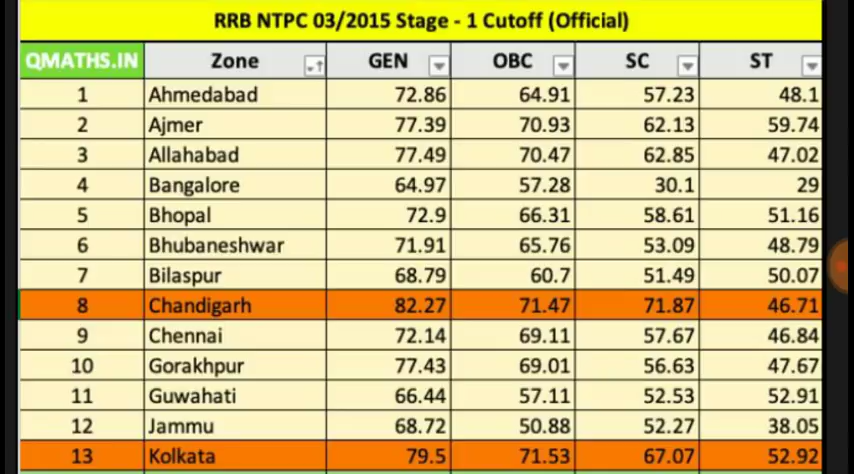 RRB NTPC 03/2015 Stage - 1 Cutoff (Official)
QMATHS.IN Zone GEN OBC SC ST
1 Ahmedabad 72.86 64.91 57.23 48.1
2 Ajmer 77.39 70.93 62.13 59.74
3 Allahabad 77.49 70.47 62.85 47.02
4 Bangalore 64.97 57.28 30.1 29
5 Bhopal 72.9 66.31 58.61 51.16
6 Bhubaneshwar 71.91 65.76 53.09 48.79
7 Bilaspur 68.79 60.7 51.49 50.07
8 Chandigarh 82.27 71.47 71.87 46.71
9 Chennai 72.14 69.11 57.67 46.84
10 Gorakhpur 77.43 69.01 56.63 47.67
11 Guwahati 66.44 57.11 52.53 52.91
12 Jammu 68.72 50.88 52.27 38.05
13 Kolkata 79.5 71.53 67.07 52.92